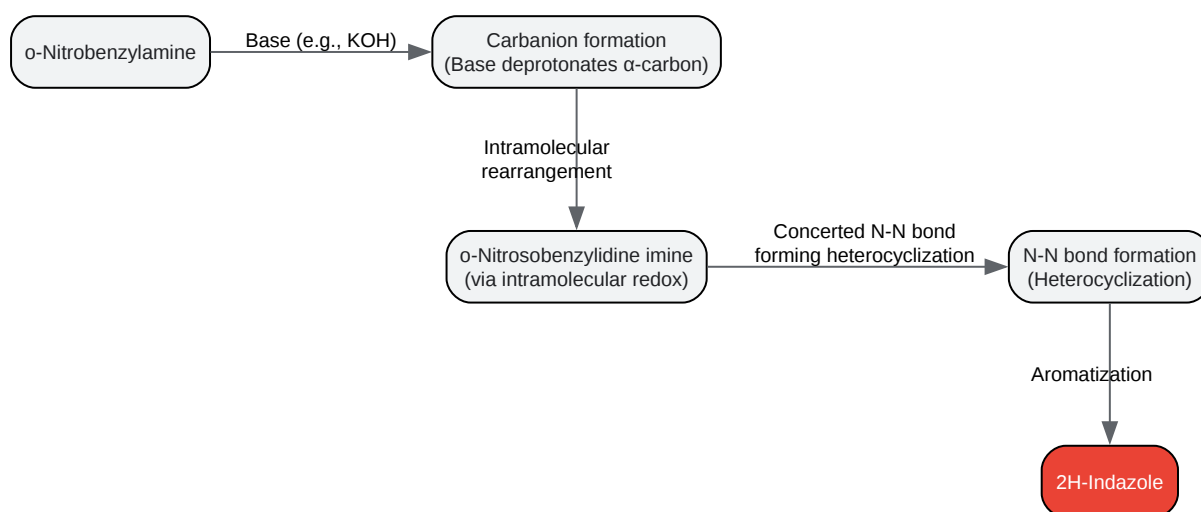 o-Nitrobenzylamine
Base (e.g., KOH)
Carbanion formation
(Base deprotonates α-carbon)
Intramolecular
rearrangement
o-Nitrosobenzylidine imine
(via intramolecular redox)
Concerted N-N bond
forming heterocyclization
N-N bond formation
(Heterocyclization)
Aromatization
2H-Indazole